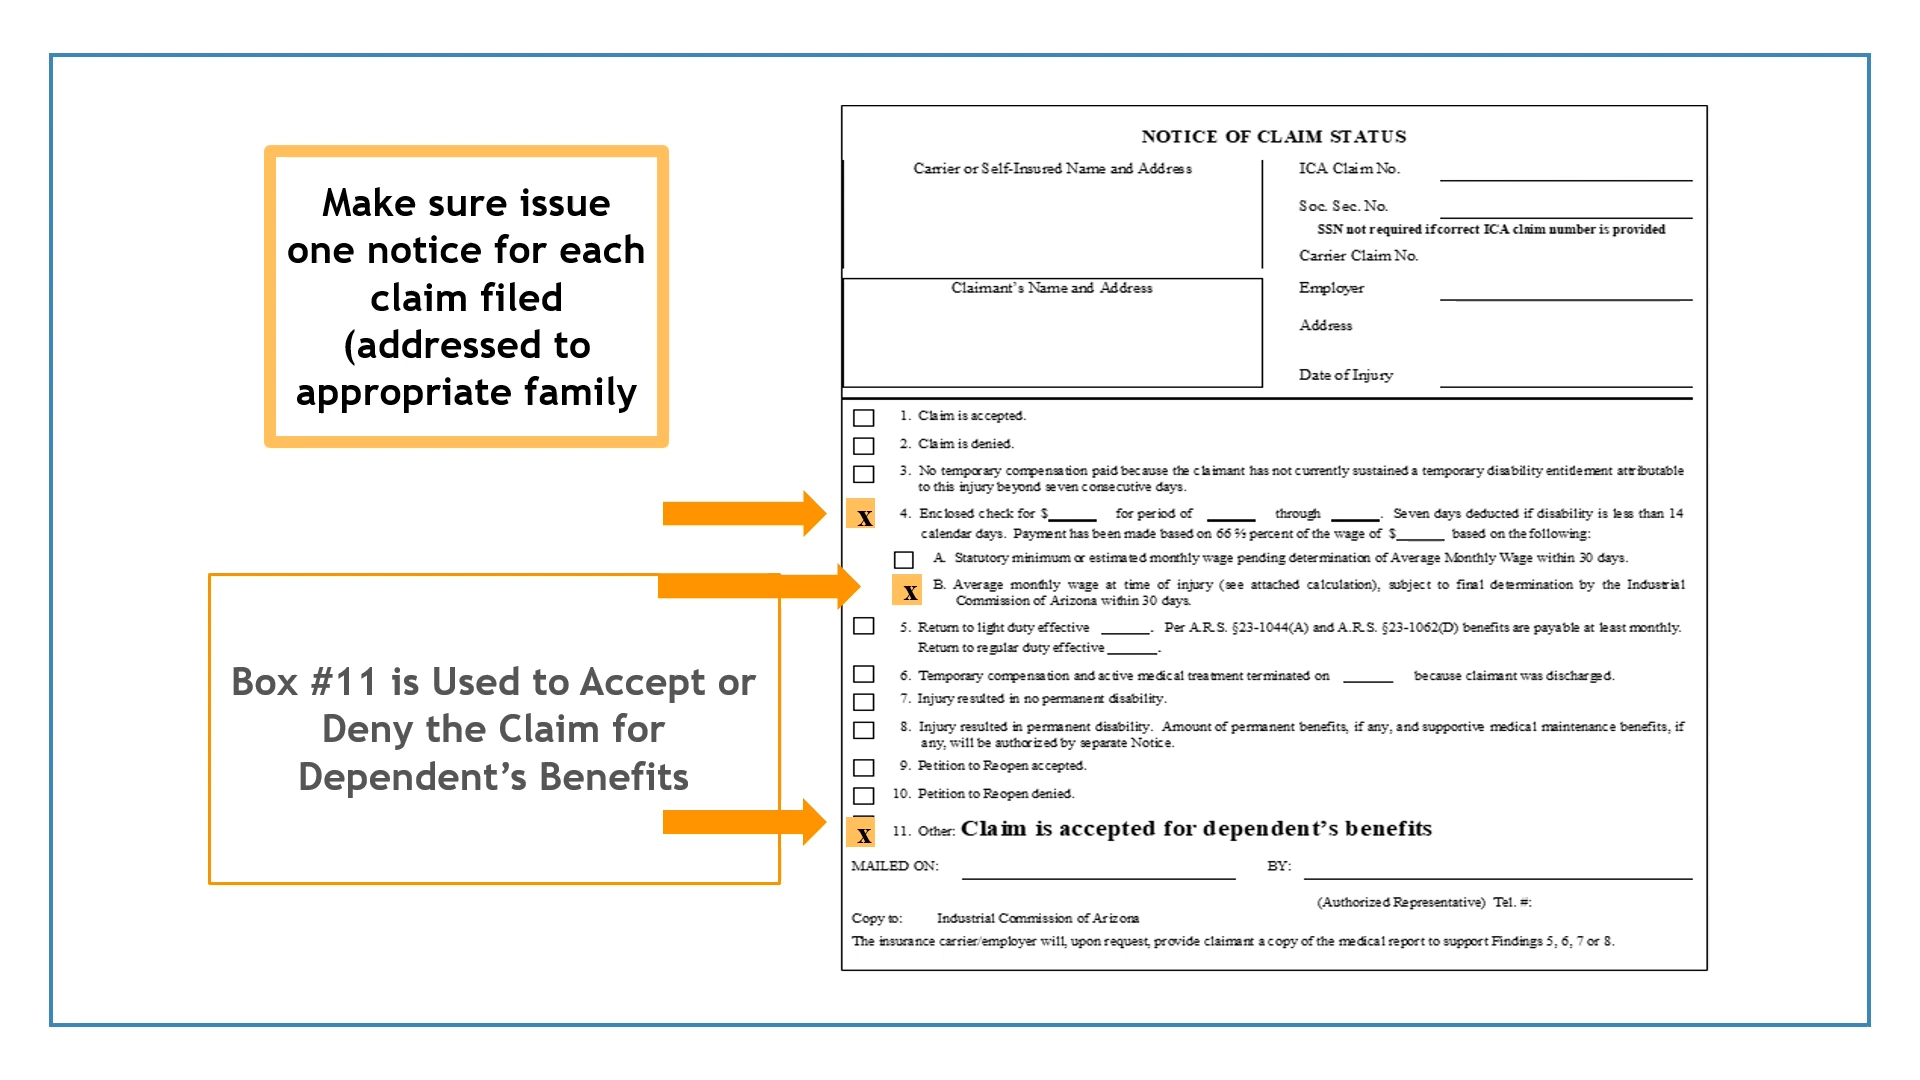 Make sure issue
one notice for each
claim filed
(addressed to
appropriate family
Box #11 is Used to Accept or
Deny the Claim for
Dependent’s Benefits
NOTICE OF CLAIM STATUS
Carrier or Self-Insured Name and Address
ICA Claim No.
Soc. Sec. No.
SSN not required if correct ICA claim number is provided
Carrier Claim No.
Claimant’s Name and Address
Employer
Address
Date of Injury
1. Claim is accepted.
2. Claim is denied.
3. No temporary compensation paid because the claimant has not currently sustained a temporary disability entitlement attributable
to this injury beyond seven consecutive days.
x 4. Enclosed check for $______ for period of ______ through ______. Seven days deducted if disability is less than 14
calendar days. Payment has been made based on 66 ⅔ percent of the wage of $______ based on the following:
A. Statutory minimum or estimated monthly wage pending determination of Average Monthly Wage within 30 days.
x B. Average monthly wage at time of injury (see attached calculation), subject to final determination by the Industrial
Commission of Arizona within 30 days.
5. Return to light duty effective ______. Per A.R.S. §23-1044(A) and A.R.S. §23-1062(D) benefits are payable at least monthly.
Return to regular duty effective ______.
6. Temporary compensation and active medical treatment terminated on ______ because claimant was discharged.
7. Injury resulted in no permanent disability.
8. Injury resulted in permanent disability. Amount of permanent benefits, if any, and supportive medical maintenance benefits, if
any, will be authorized by separate Notice.
9. Petition to Reopen accepted.
10. Petition to Reopen denied.
x 11. Other: Claim is accepted for dependent’s benefits
MAILED ON: BY:
(Authorized Representative) Tel. #:
Copy to: Industrial Commission of Arizona
The insurance carrier/employer will, upon request, provide claimant a copy of the medical report to support Findings 5, 6, 7 or 8.